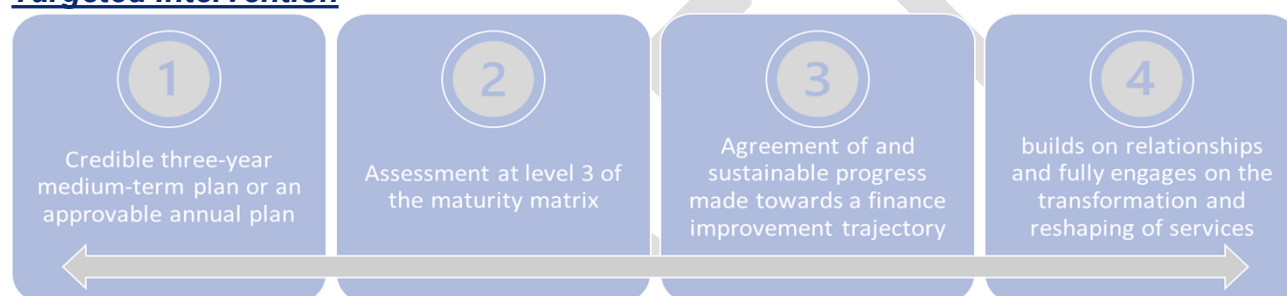 Targeted Intervention
1
Credible three-year
medium-term plan or an
approvable annual plan
2
Assessment at level 3 of
the maturity matrix
3
Agreement of and
sustainable progress
made towards a finance
improvement trajectory
4
builds on relationships
and fully engages on the
transformation and
reshaping of services